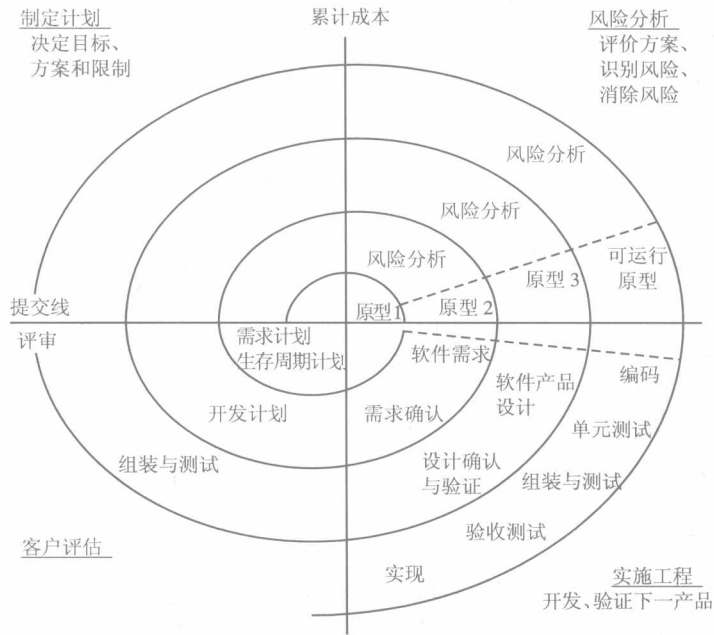 制定计划
决定目标、
方案和限制
累计成本
风险分析
评价方案、
识别风险、
消除风险
风险分析
风险分析
风险分析
可运行
原型
原型3
原型2
原型1
提交线
评审
需求计划
生存周期计划
软件需求
编码
软件产品
设计
开发计划
需求确认
单元测试
组装与测试
设计确认
与验证
组装与测试
验收测试
客户评估
实现
实施工程
开发、验证下一产品